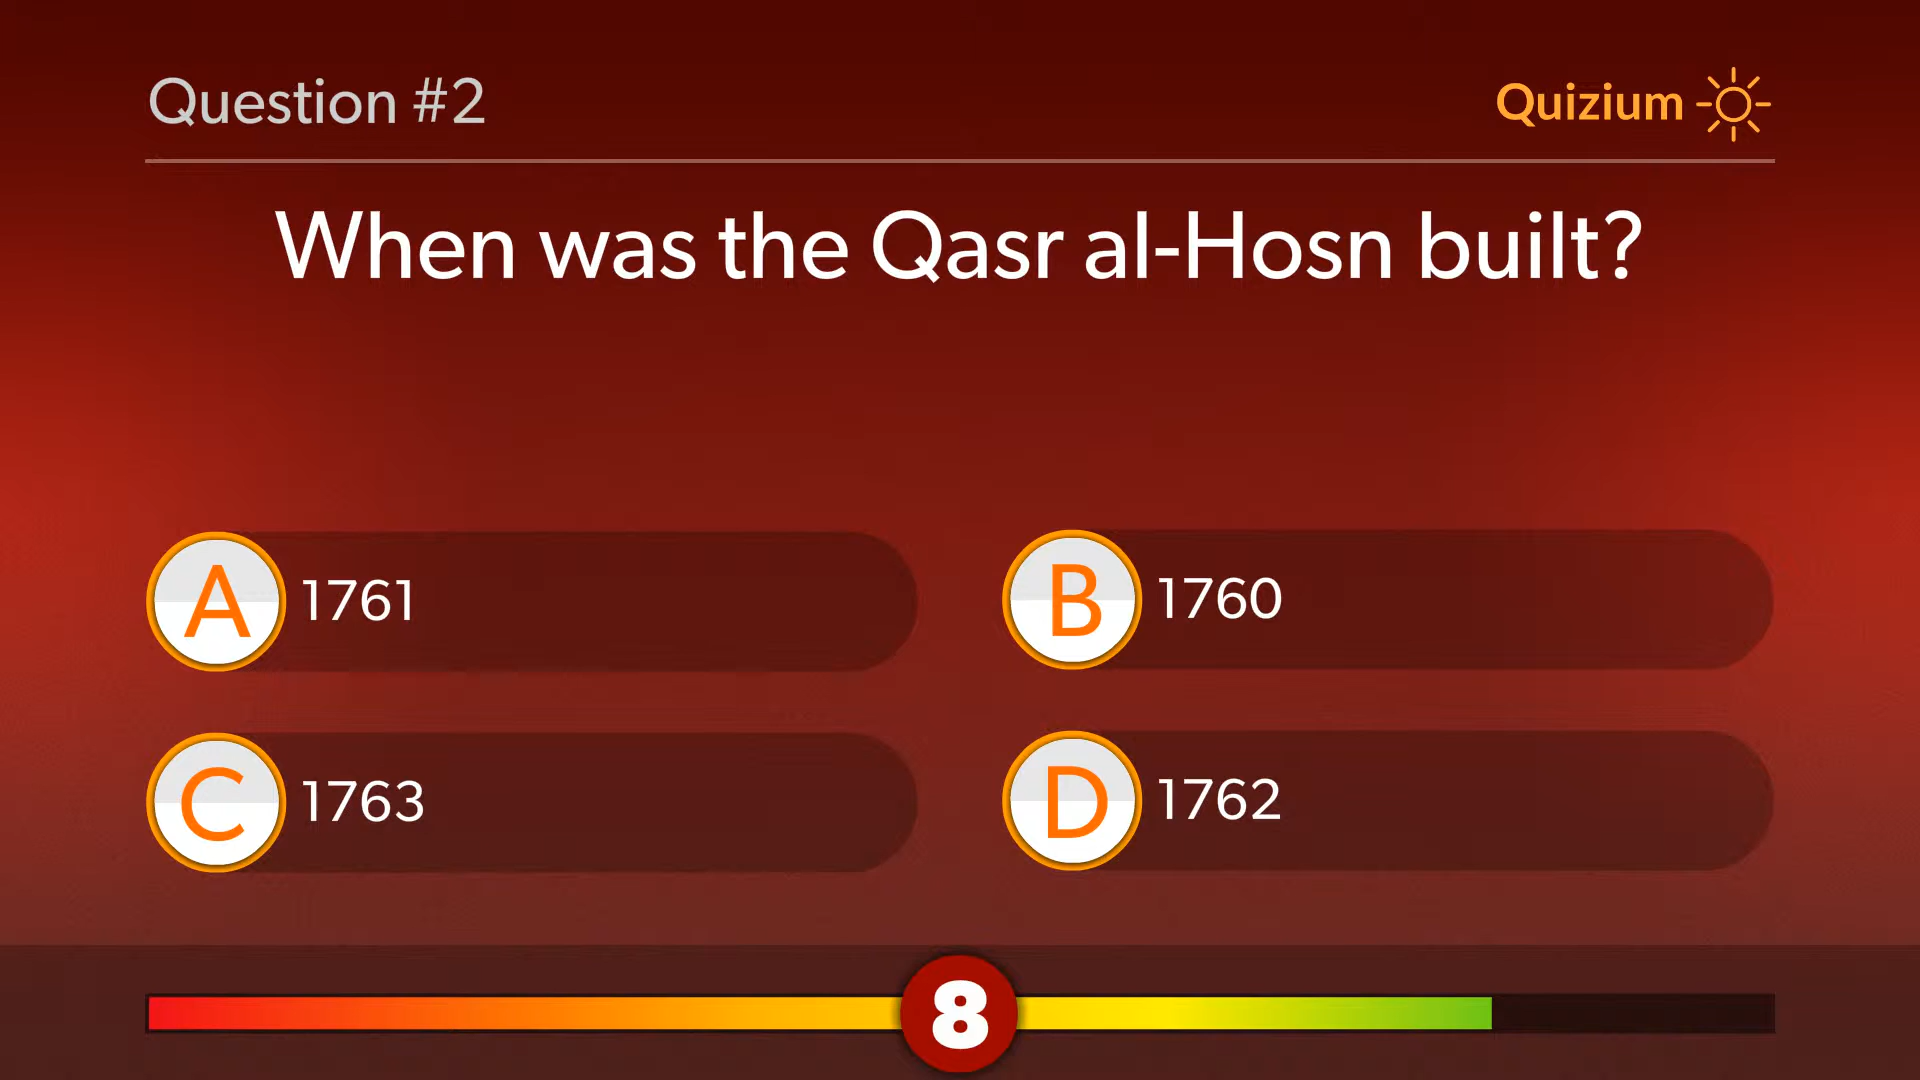 Question #2
Quizium
When was the Qasr al-Hosn built?
A 1761
B 1760
C 1763
D 1762
8